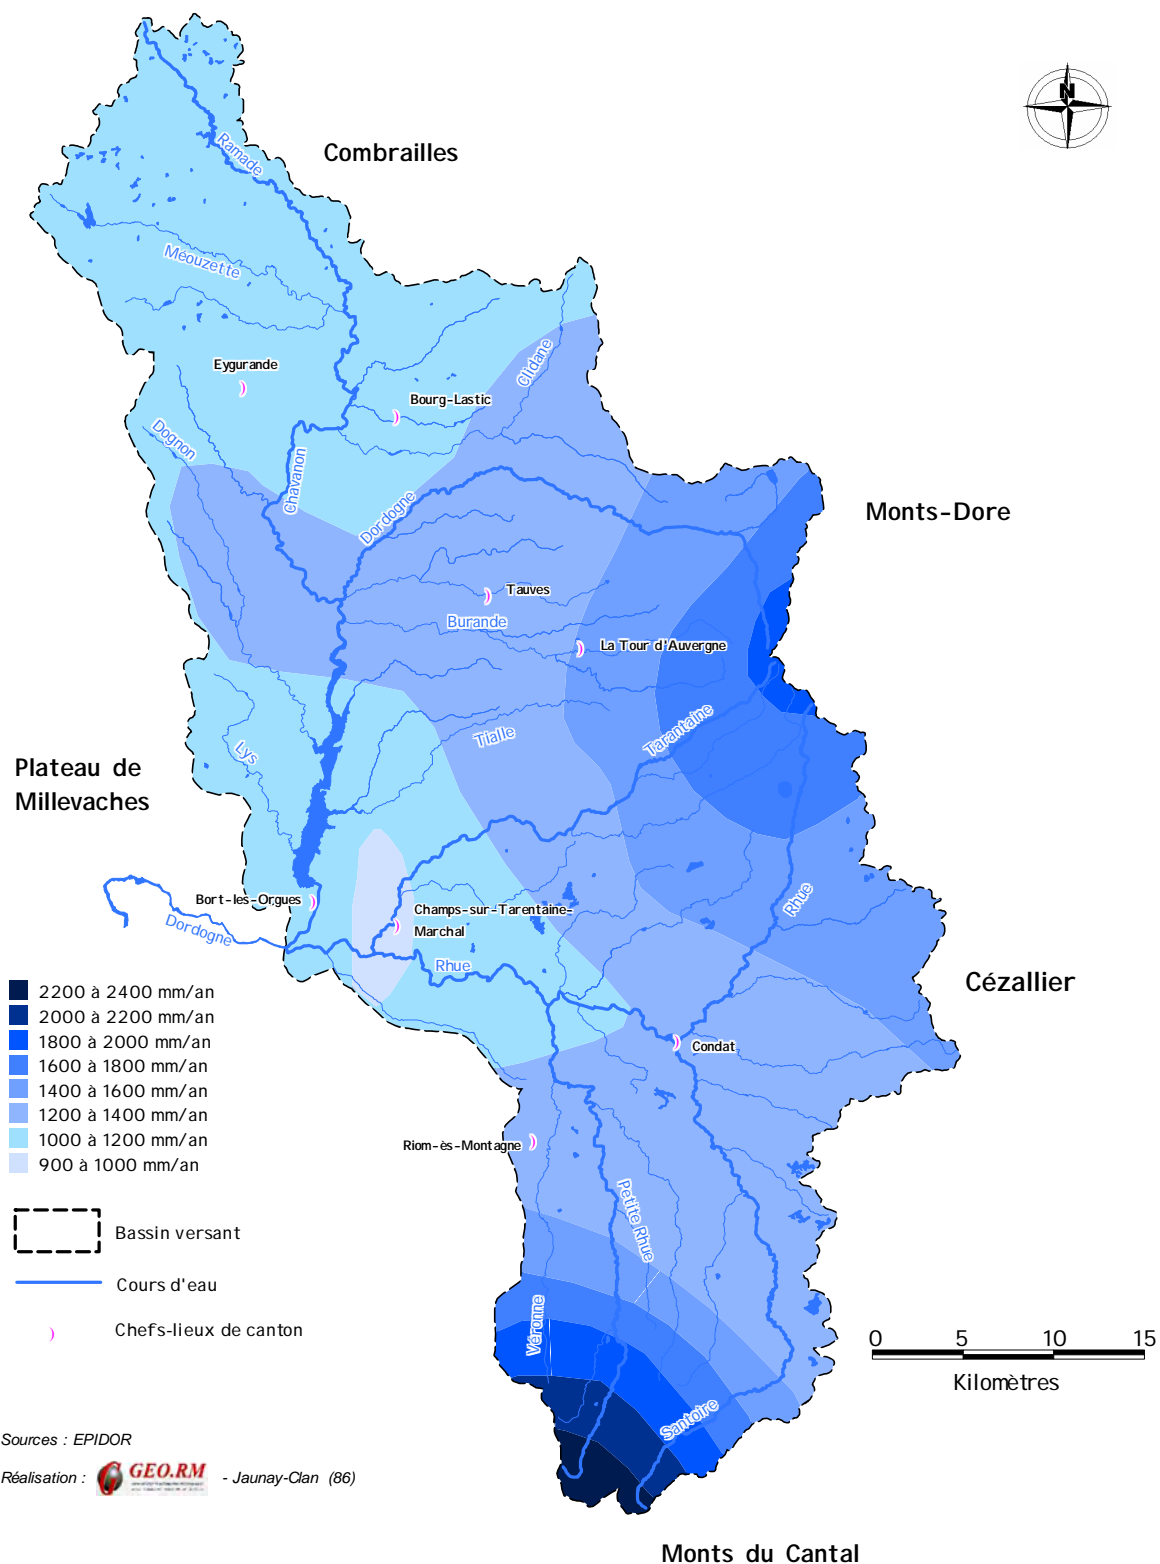 N
Combrailles
Ramade
Méouzette
Clidane
Eygurande
Bourg-Lastic
Dognon
Chavanon
Dordogne
Monts-Dore
Tauves
Burande
La Tour d'Auvergne
Tarantaine
Tialle
Lys
Plateau de
Millevaches
Bort-les-Orgues
Rhue
Champs-sur-Tarentaine-
Marchal
Dordogne
Rhue
Cézallier
2200 à 2400 mm/an
2000 à 2200 mm/an
1800 à 2000 mm/an
1600 à 1800 mm/an
1400 à 1600 mm/an
1200 à 1400 mm/an
1000 à 1200 mm/an
900 à 1000 mm/an
Condat
Riom-ès-Montagne
Petite Rhue
Bassin versant
Cours d'eau
Chefs-lieux de canton
Véronne
Santoire
0 5 10 15
Kilomètres
Sources : EPIDOR
Réalisation : GEO.RM - Jaunay-Clan (86)
Monts du Cantal